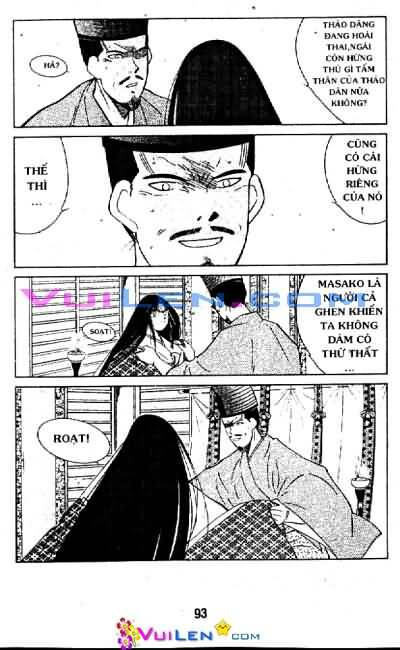 THẢO DÂNG
ĐANG HOÀI
THAI, NGÀI
CÒN HỨNG
THÚ GÌ TẤM
THÂN CỦA THẢO
DÂN NỮA
KHÔNG?
HẢ?
CŨNG
CÓ CÁI
HỨNG
RIÊNG
CỦA NÓ
!
THẾ
THÌ
...
MASAKO LÀ
NGƯỜI CẢ
GHEN KHIẾN
TA KHÔNG
DÁM CÓ
THỨ THẤT
...
SOẠT!
VUILEN.COM
ROẠT!
93
VUILEN.COM